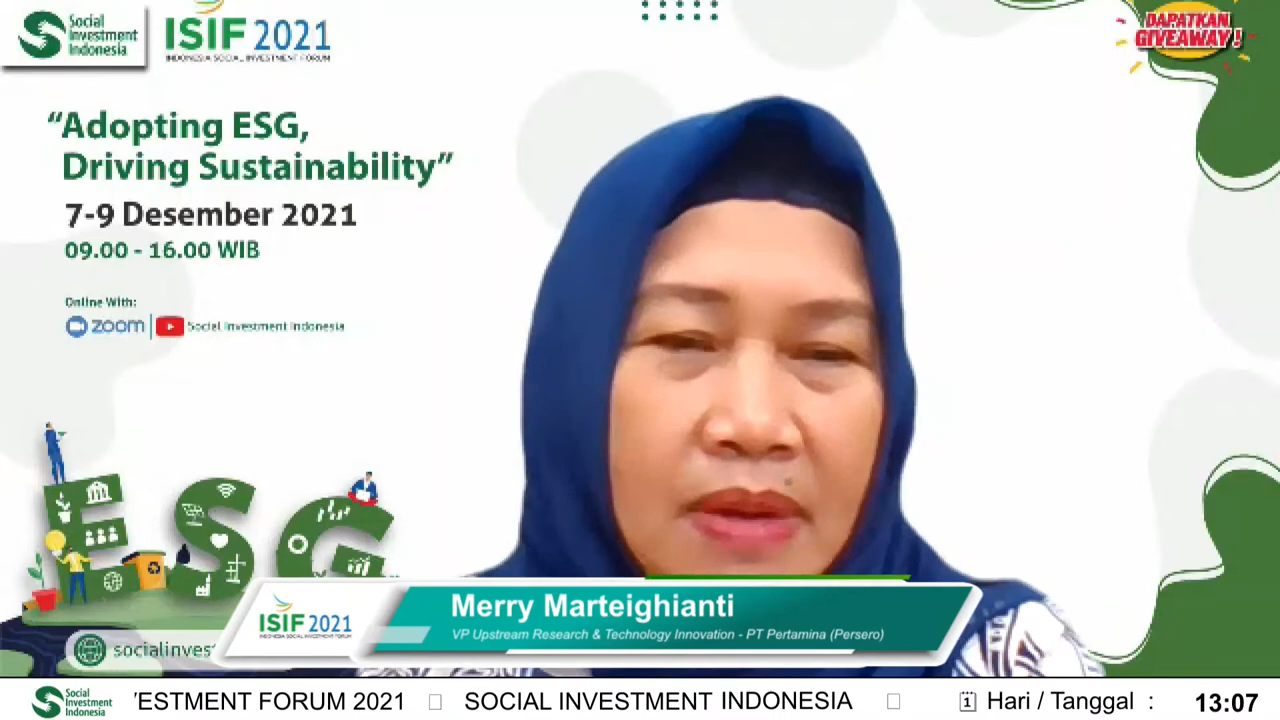 Social
Investment
Indonesia
ISIF 2021
INDONESIA SOCIAL INVESTMENT FORUM
DAPATKAN
GIVEAWAY !
“Adopting ESG,
Driving Sustainability”
7-9 Desember 2021
09.00 - 16.00 WIB
Online With:
zoom
Social Investment Indonesia
ESG
ISIF 2021
INDONESIA SOCIAL INVESTMENT FORUM
Merry Marteighianti
VP Upstream Research & Technology Innovation - PT Pertamina (Persero)
socialinvest
Social
Investment
Indonesia
'ESTMENT FORUM 2021
SOCIAL INVESTMENT INDONESIA
Hari / Tanggal :
13:07